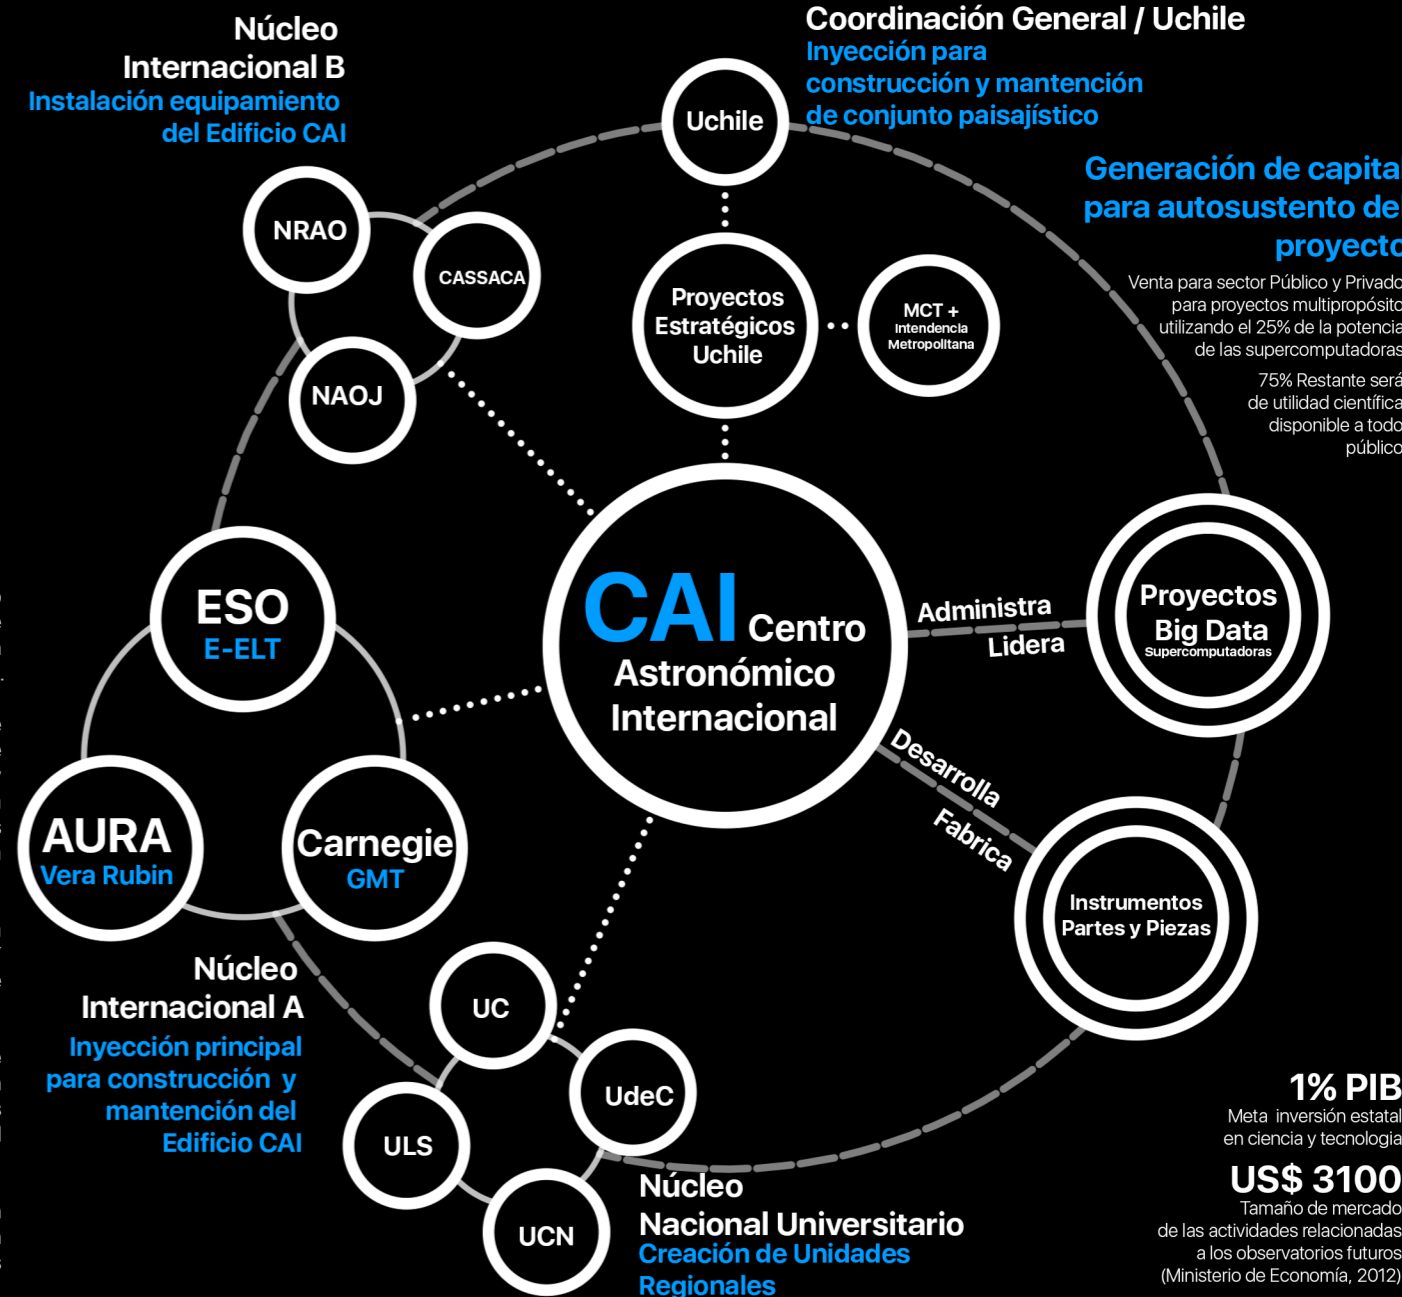 Núcleo
Internacional B
Instalación equipamiento
del Edificio CAI
Coordinación General / Uchile
Inyección para
construcción y mantención
de conjunto paisajístico
Uchile
Generación de capita
para autosustento de
proyecto
Venta para sector Público y Privado
para proyectos multipropósito
utilizando el 25% de la potencia
de las supercomputadoras
75% Restante será
de utilidad científica
disponible a todo
público
NRAO
CASSACA
NAOJ
Proyectos
Estratégicos
Uchile
MCT +
Intendencia
Metropolitana
ESO
E-ELT
CAI Centro
Astronómico
Internacional
Administra
Lidera
Proyectos
Big Data
Supercomputadoras
Desarrolla
Fabrica
AURA
Vera Rubin
Carnegie
GMT
Instrumentos
Partes y Piezas
Núcleo
Internacional A
Inyección principal
para construcción y
mantención del
Edificio CAI
UC
UdeC
ULS
UCN
Núcleo
Nacional Universitario
Creación de Unidades
Regionales
1% PIB
Meta inversión estatal
en ciencia y tecnologia
US$ 3100
Tamaño de mercado
de las actividades relacionadas
a los observatorios futuros
(Ministerio de Economía, 2012)